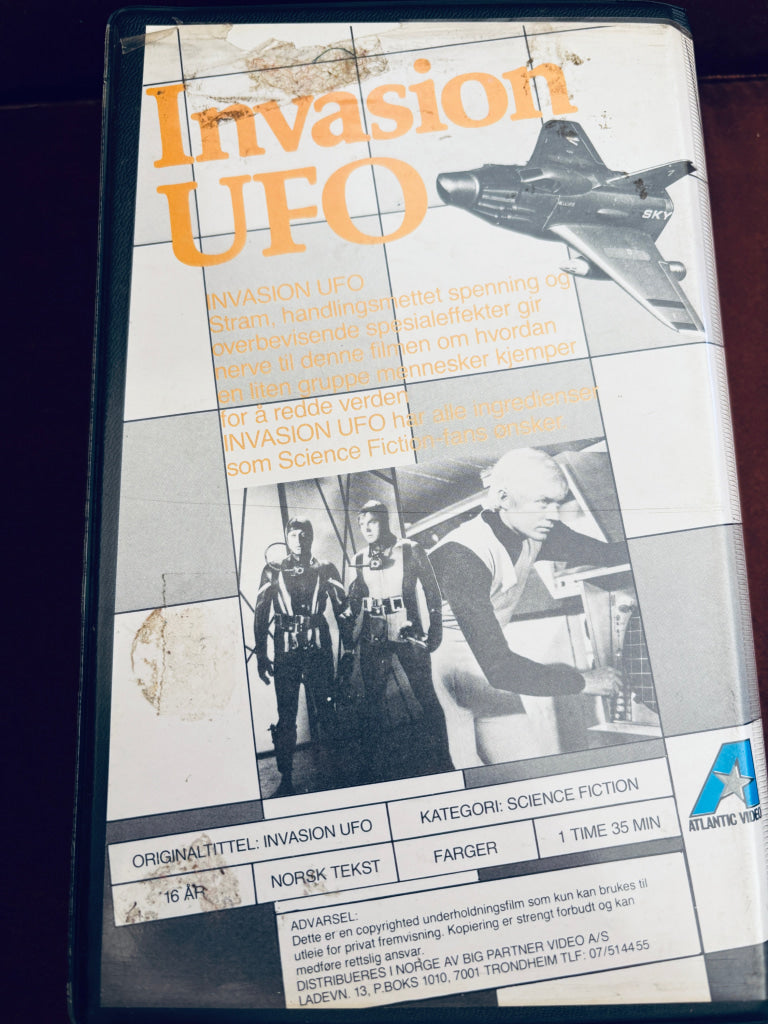 Invasion
UFO
SKY
INVASION UFO
Stram, handlingsmettet spenning og
overbevisende spesialeffekter gir
nerve til denne filmen om hvordan
en liten gruppe mennesker kjemper
for å redde verden.
INVASION UFO har alle ingredienser
som Science Fiction-fans ønsker.
ATLANTIC VIDEO
ORIGINALTITTEL: INVASION UFO
KATEGORI: SCIENCE FICTION
16 ÅR
NORSK TEKST
FARGER
1 TIME 35 MIN
ADVARSEL:
Dette er en copyrighted underholdningsfilm som kun kan brukes til
utleie for privat fremvisning. Kopiering er strengt forbudt og kan
medføre rettslig ansvar.
DISTRIBUERES I NORGE AV BIG PARTNER VIDEO A/S
LADEVN. 13, P.BOKS 1010, 7001 TRONDHEIM TLF: 07/514455